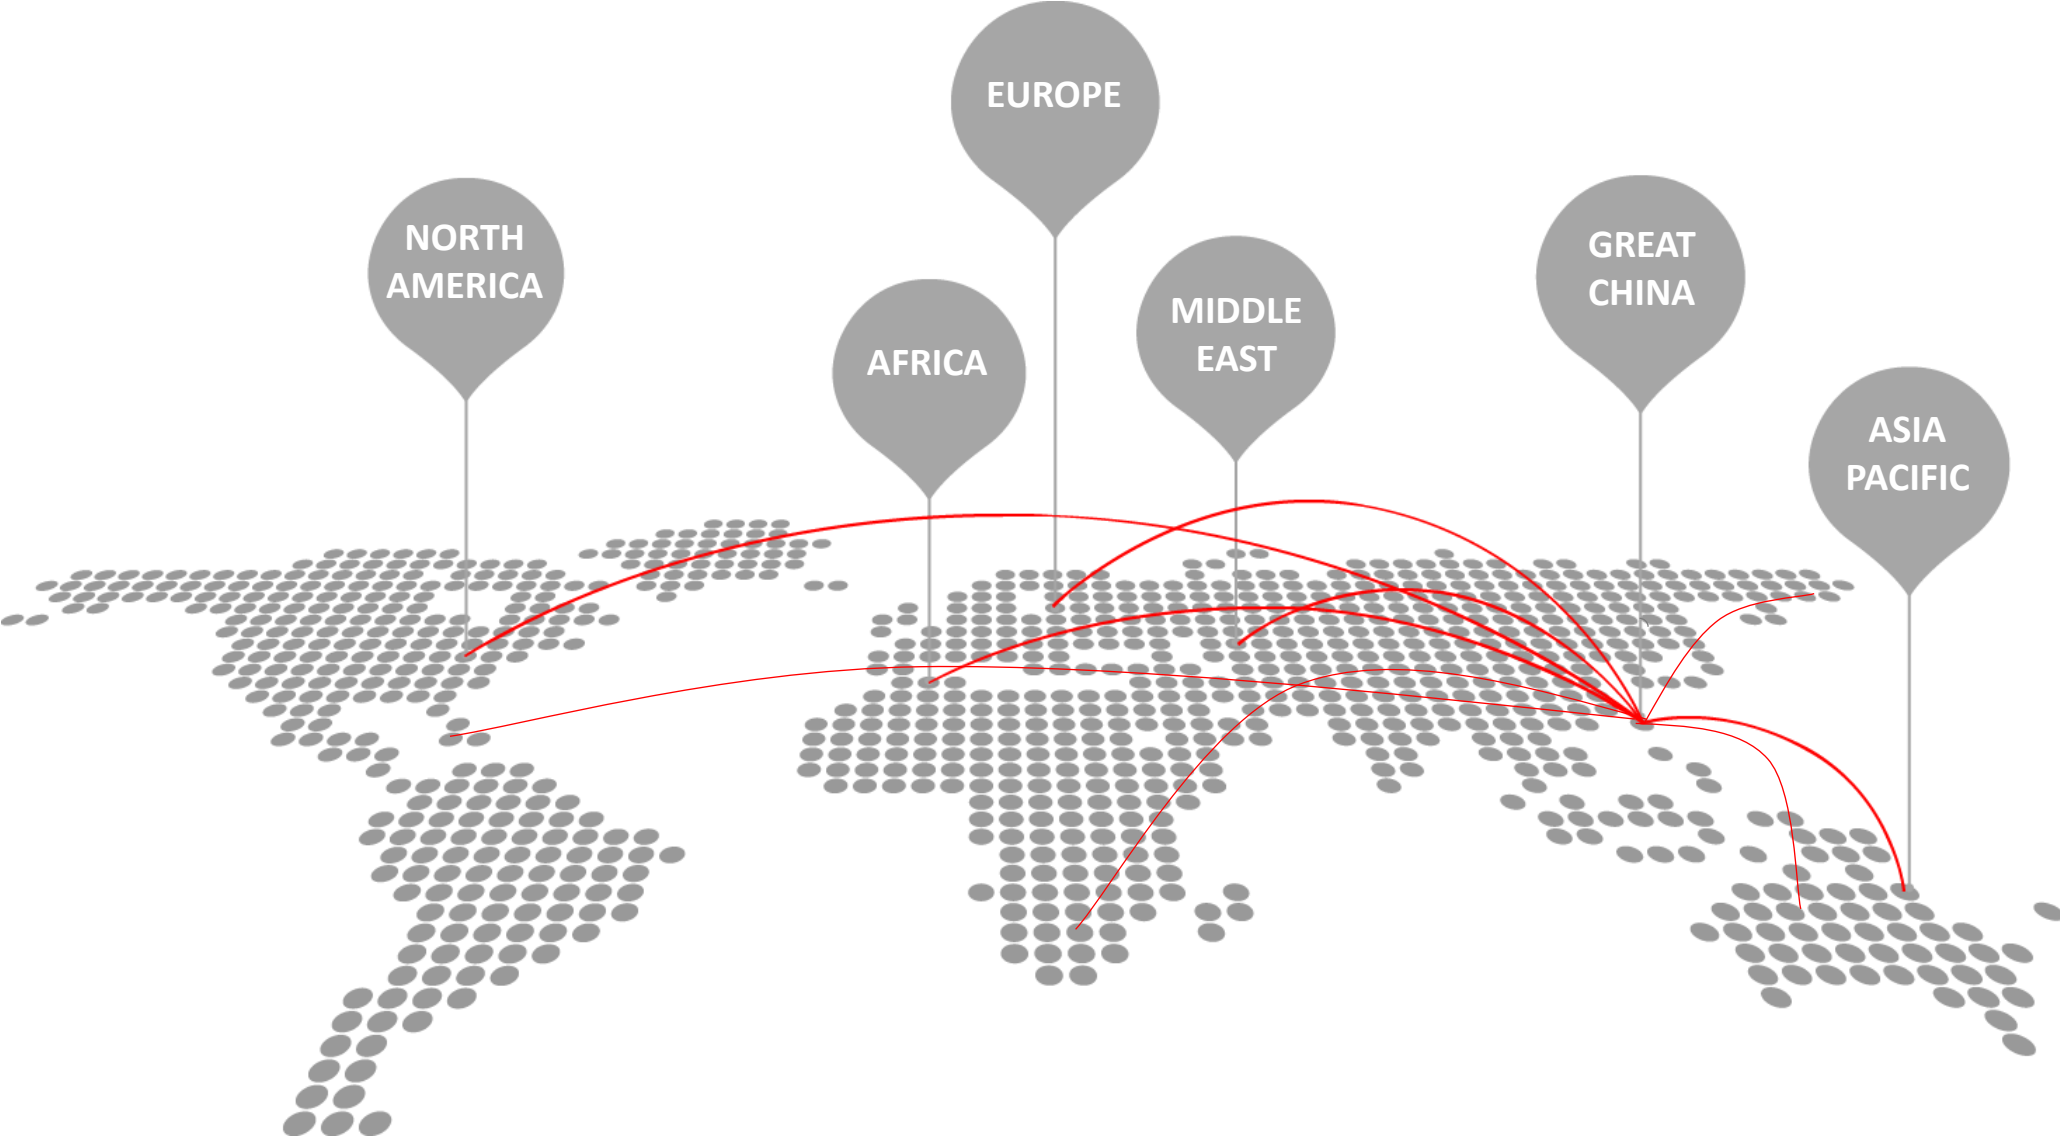 EUROPE
NORTH
AMERICA
GREAT
CHINA
MIDDLE
EAST
AFRICA
ASIA
PACIFIC